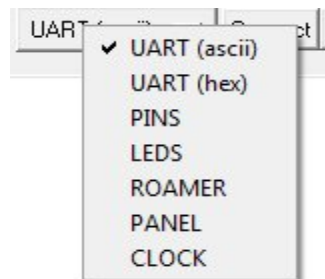 UART (ascii)
UART (hex)
PINS
LEDS
ROAMER
PANEL
CLOCK